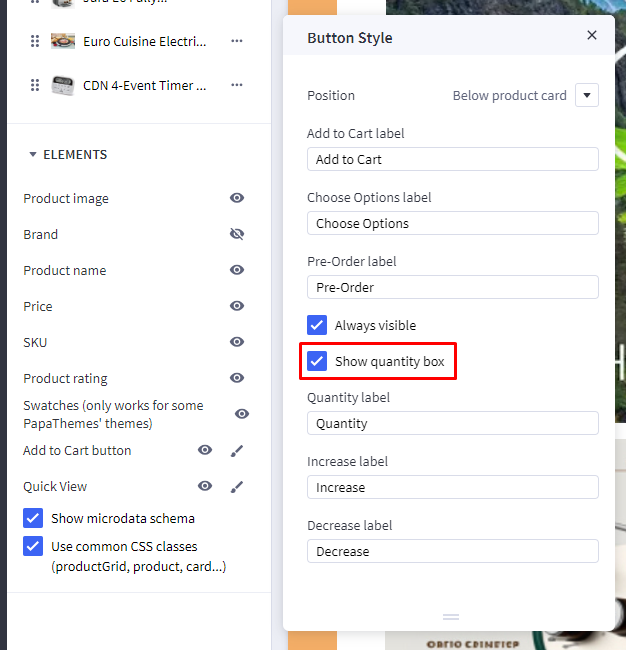 Euro Cuisine Electri...
CDN 4-Event Timer ...
ELEMENTS
Product image
Brand
Product name
Price
SKU
Product rating
Swatches (only works for some
PapaThemes' themes)
Add to Cart button
Quick View
Show microdata schema
Use common CSS classes
(productGrid, product, card...)
Button Style
Position
Below product card
Add to Cart label
Add to Cart
Choose Options label
Choose Options
Pre-Order label
Pre-Order
Always visible
Show quantity box
Quantity label
Quantity
Increase label
Increase
Decrease label
Decrease
H